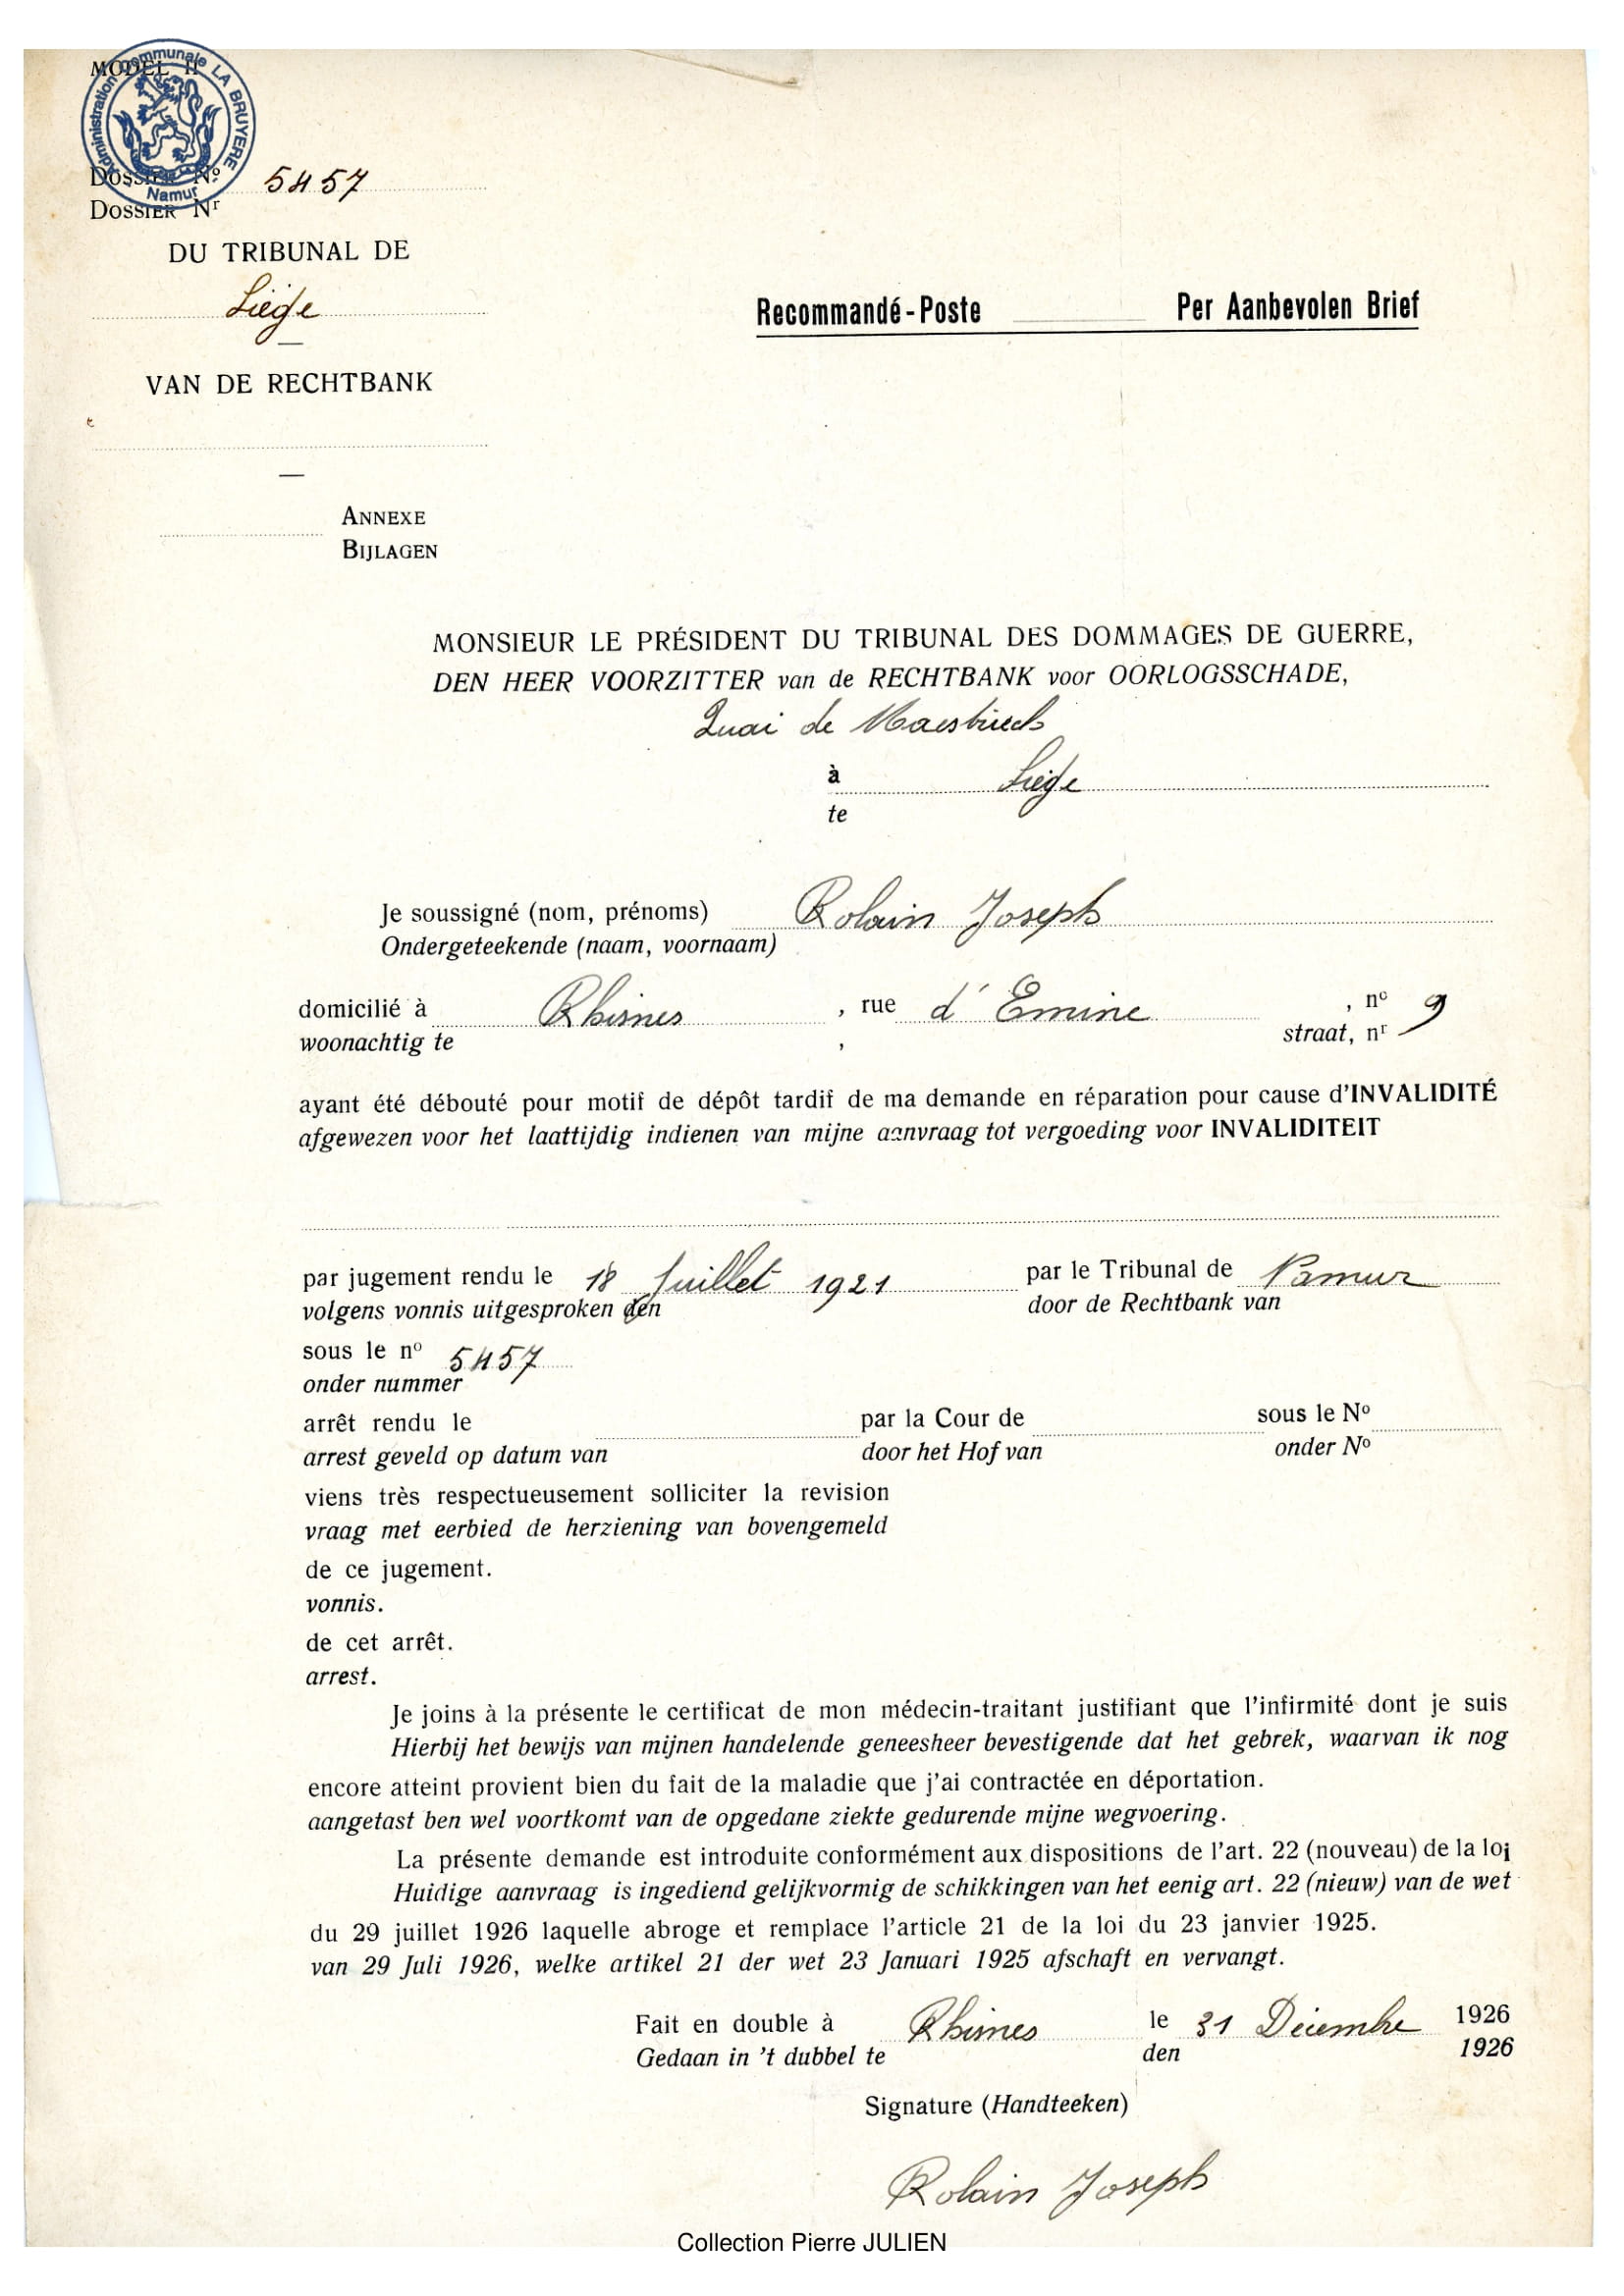 MODEL II
Administration Communale LA BRUYERE
Namur
DOSSIER Nº 5457
DOSSIER Nr
DU TRIBUNAL DE
Liége
VAN DE RECHTBANK
ANNEXE
BIJLAGEN
Recommandé-Poste Per Aanbevolen Brief
MONSIEUR LE PRÉSIDENT DU TRIBUNAL DES DOMMAGES DE GUERRE,
DEN HEER VOORZITTER van de RECHTBANK voor OORLOGSSCHADE,
Quai de
à Liége
te
Je soussigné (nom, prénoms) Rolain Joseph
Ondergeteekende (naam, voornaam)
domicilié à Rhisnes , rue d'Emine , nº 9
woonachtig te , straat, nr
ayant été débouté pour motif de dépôt tardif de ma demande en réparation pour cause d'INVALIDITÉ
afgewezen voor het laattijdig indienen van mijne aanvraag tot vergoeding voor INVALIDITEIT
par jugement rendu le 18 Juillet 1921 par le Tribunal de Namur
volgens vonnis uitgesproken den door de Rechtbank van
sous le nº 5457
onder nummer
arrêt rendu le par la Cour de sous le Nº
arrest geveld op datum van door het Hof van onder Nº
viens très respectueusement solliciter la revision
vraag met eerbied de herziening van bovengemeld
de ce jugement.
vonnis.
de cet arrêt.
arrest.
Je joins à la présente le certificat de mon médecin-traitant justifiant que l'infirmité dont je suis
Hierbij het bewijs van mijnen handelende geneesheer bevestigende dat het gebrek, waarvan ik nog
encore atteint provient bien du fait de la maladie que j'ai contractée en déportation.
aangetast ben wel voortkomt van de opgedane ziekte gedurende mijne wegvoering.
La présente demande est introduite conformément aux dispositions de l'art. 22 (nouveau) de la loi
Huidige aanvraag is ingediend gelijkvormig de schikkingen van het eenig art. 22 (nieuw) van de wet
du 29 juillet 1926 laquelle abroge et remplace l'article 21 de la loi du 23 janvier 1925.
van 29 Juli 1926, welke artikel 21 der wet 23 Januari 1925 afschaft en vervangt.
Fait en double à Rhisnes le 31 Décembre 1926
Gedaan in 't dubbel te den 1926
Signature (Handteeken)
Rolain Joseph
Collection Pierre JULIEN